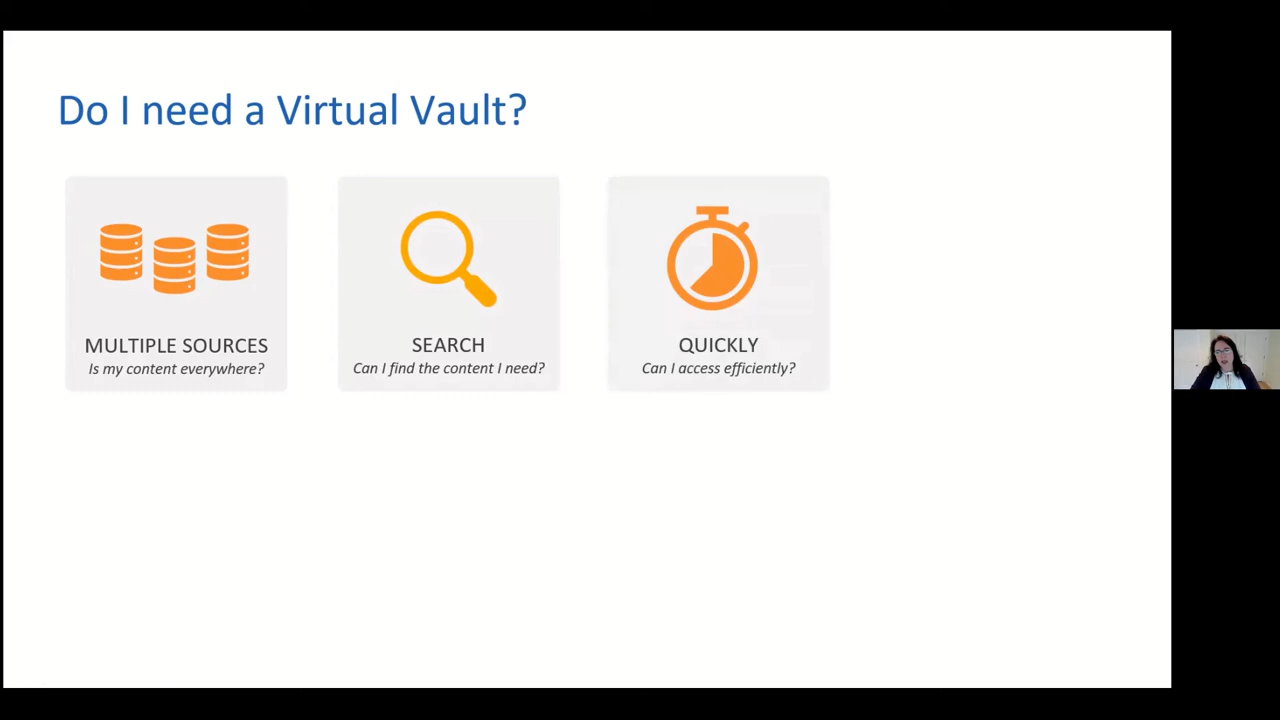 Do I need a Virtual Vault?
MULTIPLE SOURCES
Is my content everywhere?
SEARCH
Can I find the content I need?
QUICKLY
Can I access efficiently?